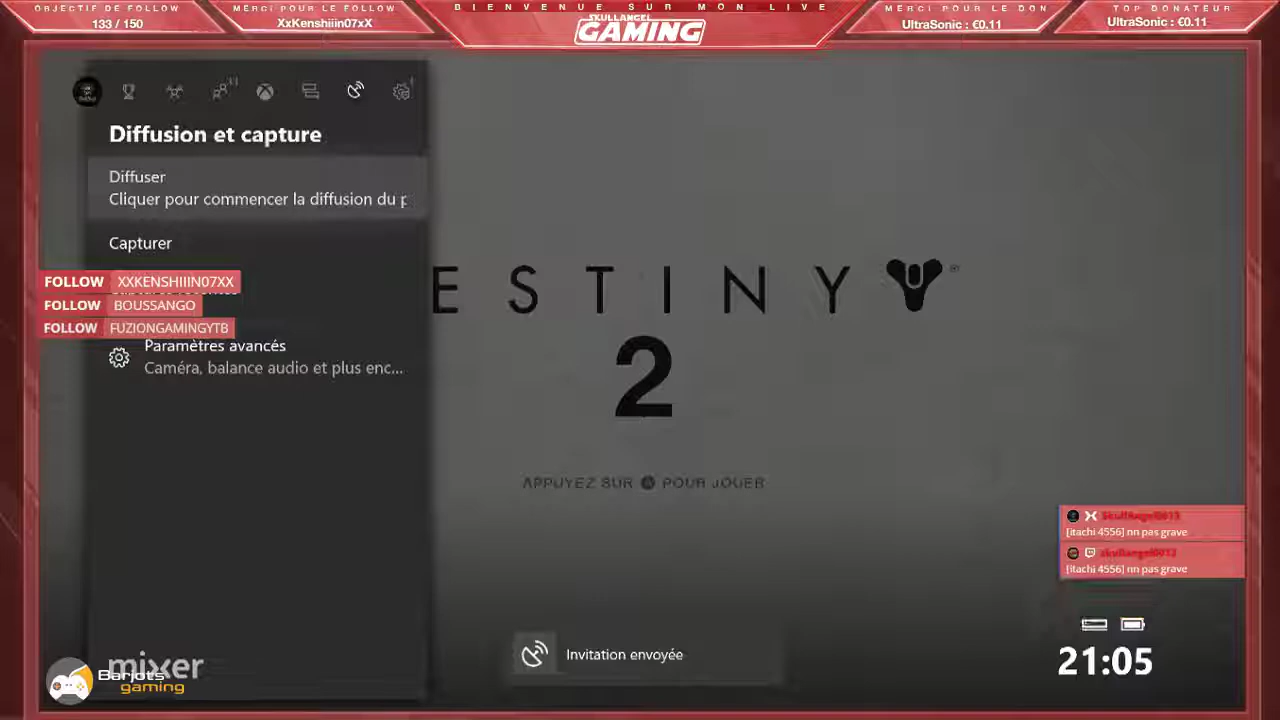 OBJECTIF DE FOLLOW
133 / 150
MERCI POUR LE FOLLOW
XxKenshiiin07xX
BIENVENUE SUR MON LIVE
SKULLANGEL
GAMING
MERCI POUR LE DON
UltraSonic : €0.11
TOP DONATEUR
UltraSonic : €0.11
11
1
Diffusion et capture
Diffuser
Cliquer pour commencer la diffusion du p
Capturer
FOLLOW XXKENSHIIIN07XX
FOLLOW BOUSSANGO
FOLLOW FUZIONGAMINGYTB
Paramètres avancés
Caméra, balance audio et plus enc...
ESTINY
2
APPUYEZ SUR A POUR JOUER
[itachi 4556] nn pas grave
[itachi 4556] nn pas grave
Invitation envoyée
21:05
mixer
Barjots
gaming